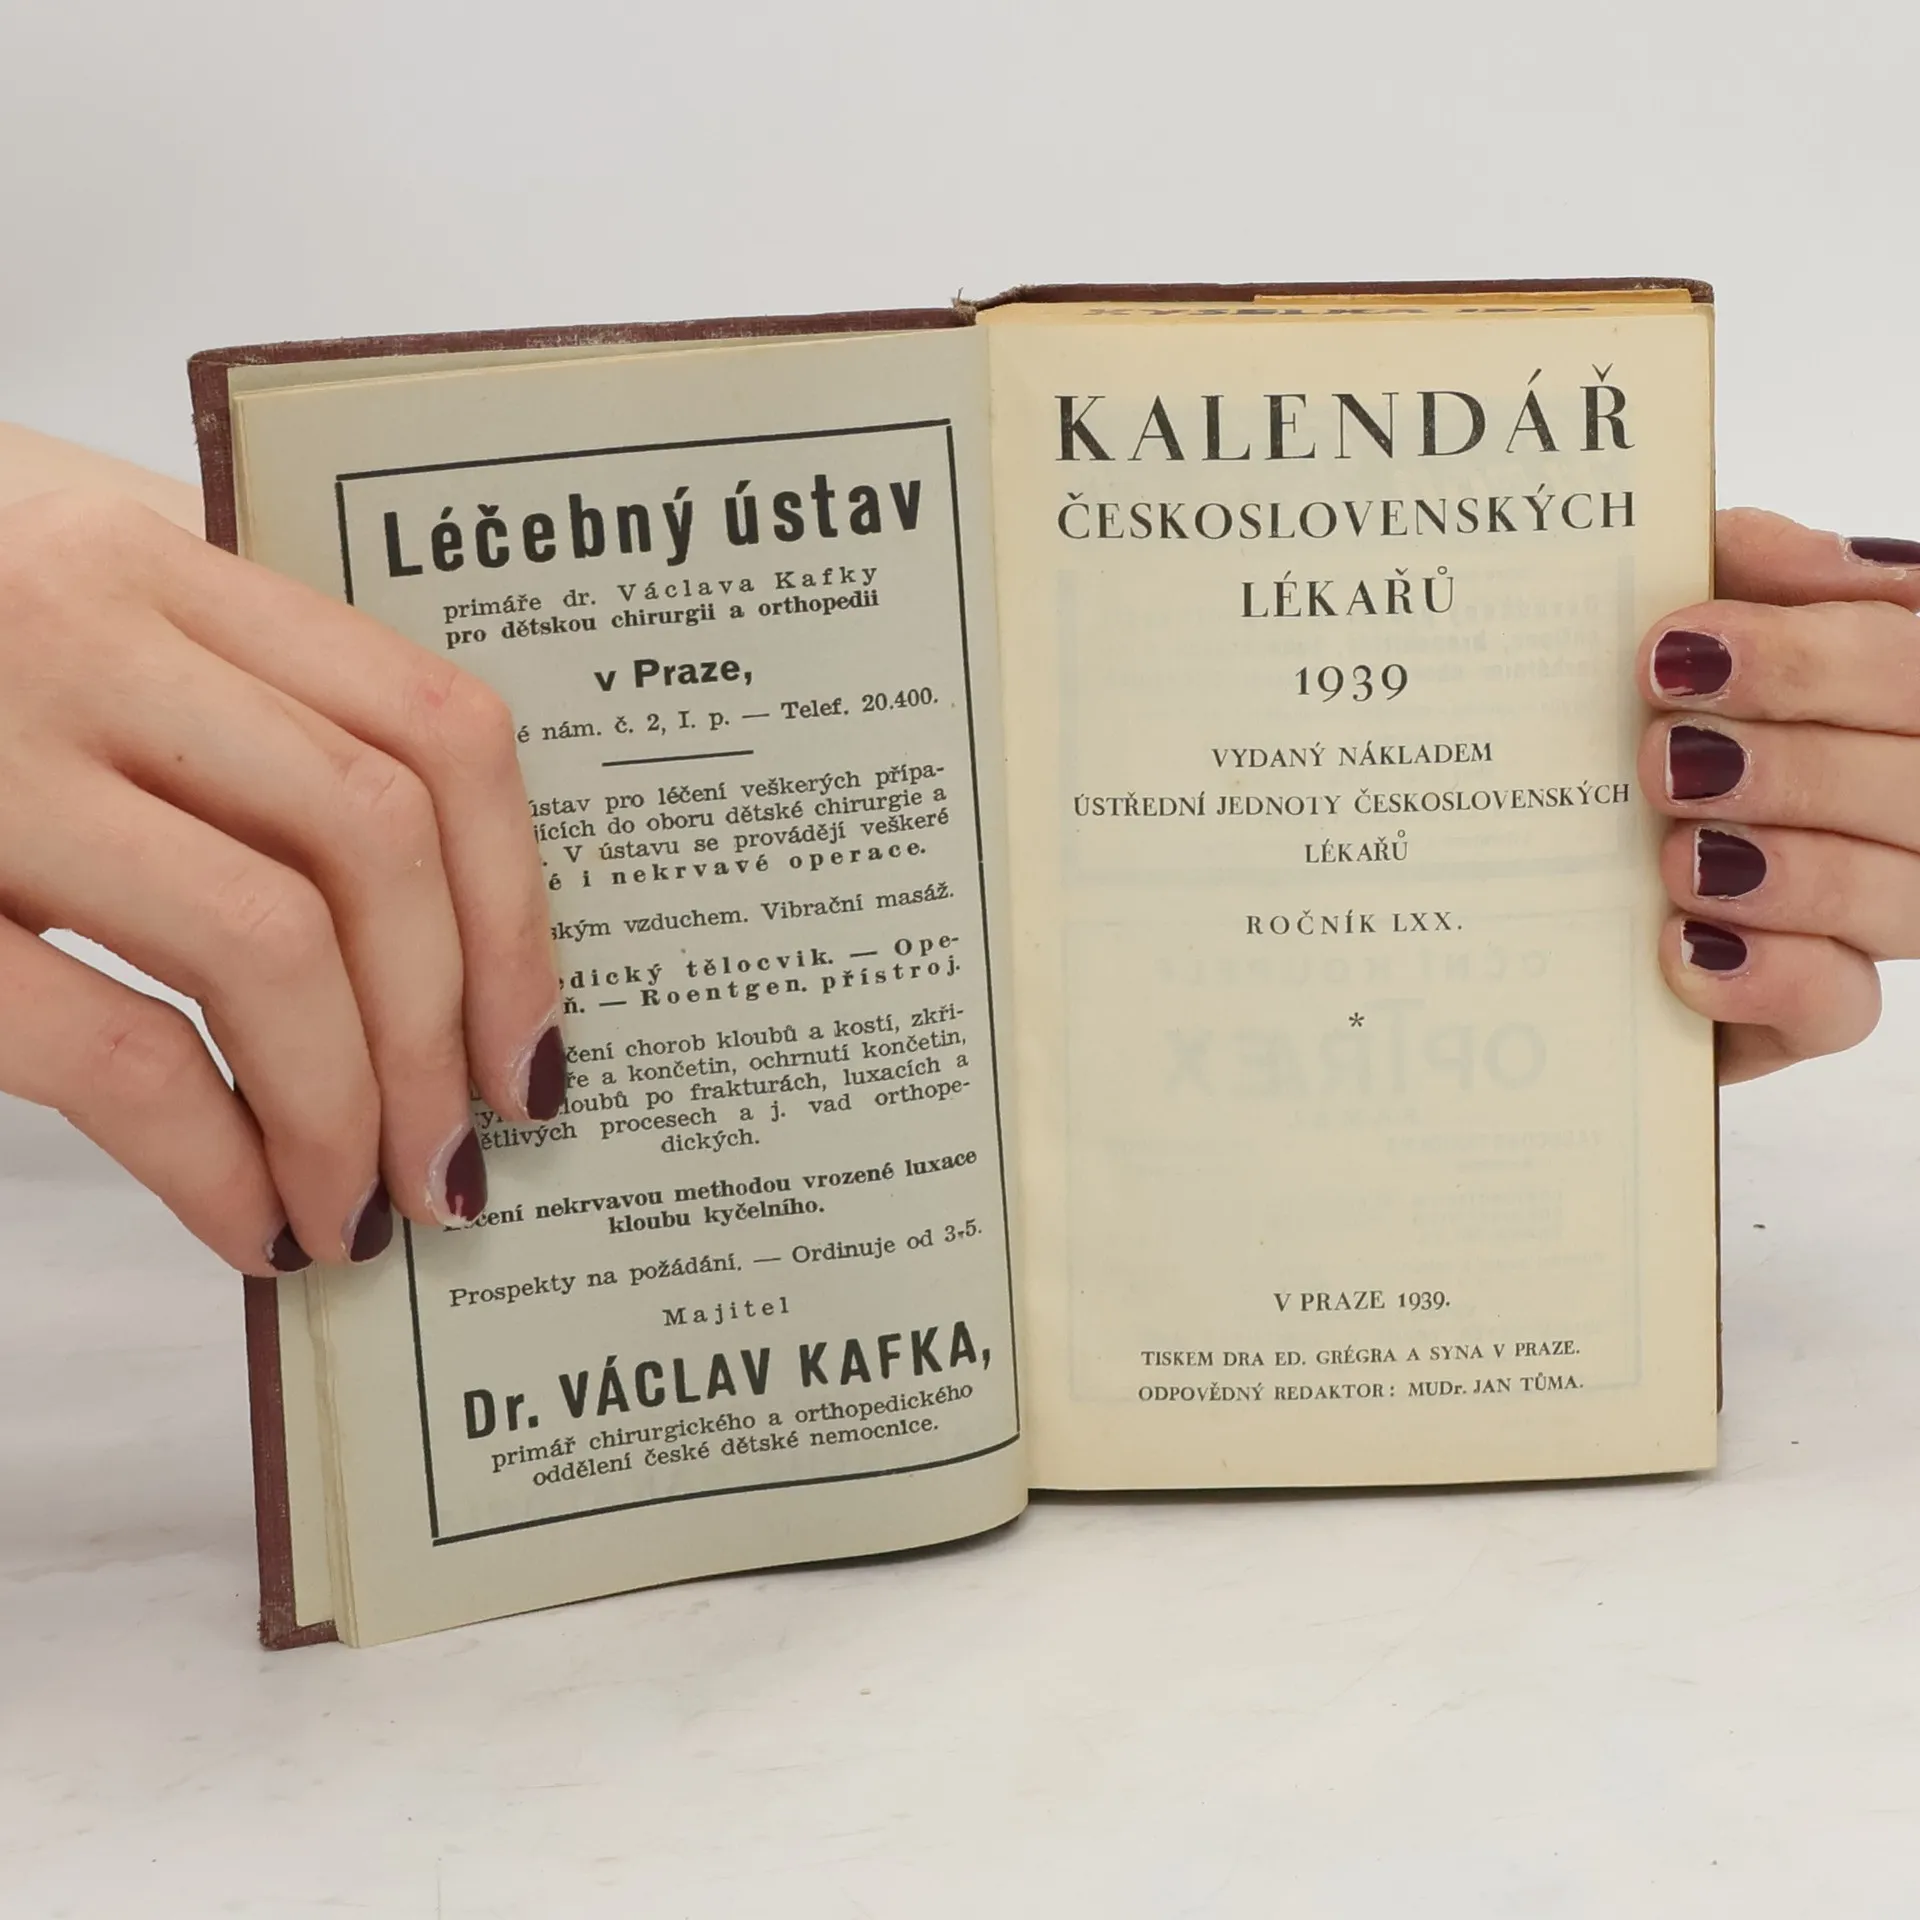 Léčebný ústav
primáře dr. Václava Kafky
pro dětskou chirurgii a orthopedii
v Praze,
nám. č. 2, I. p. — Telef. 20.400.
ústav pro léčení veškerých přípa-
jících do oboru dětské chirurgie a
. V ústavu se provádějí veškeré
é i nekrvavé operace.
vzduchem. Vibrační masáž.
tělocvik. — Ope-
— Roentgen. přístroj.
chorob kloubů a kostí, zkři-
a končetin, ochrnutí končetin,
po frakturách, luxacích a
procesech a j. vad orthope-
dických.
nekrvavou methodou vrozené luxace
kloubu kyčelního.
Prospekty na požádání. — Ordinuje od 3-5.
Majitel
Dr. VÁCLAV KAFKA,
primář chirurgického a orthopedického
oddělení české dětské nemocnice.
KYSELKA IDA
KALENDÁŘ
ČESKOSLOVENSKÝCH
LÉKAŘŮ
1939
VYDANÝ NÁKLADEM
ÚSTŘEDNÍ JEDNOTY ČESKOSLOVENSKÝCH
LÉKAŘŮ
ROČNÍK LXX.
*
V PRAZE 1939.
TISKEM DRA ED. GRÉGRA A SYNA V PRAZE.
ODPOVĚDNÝ REDAKTOR: MUDr. JAN TŮMA.